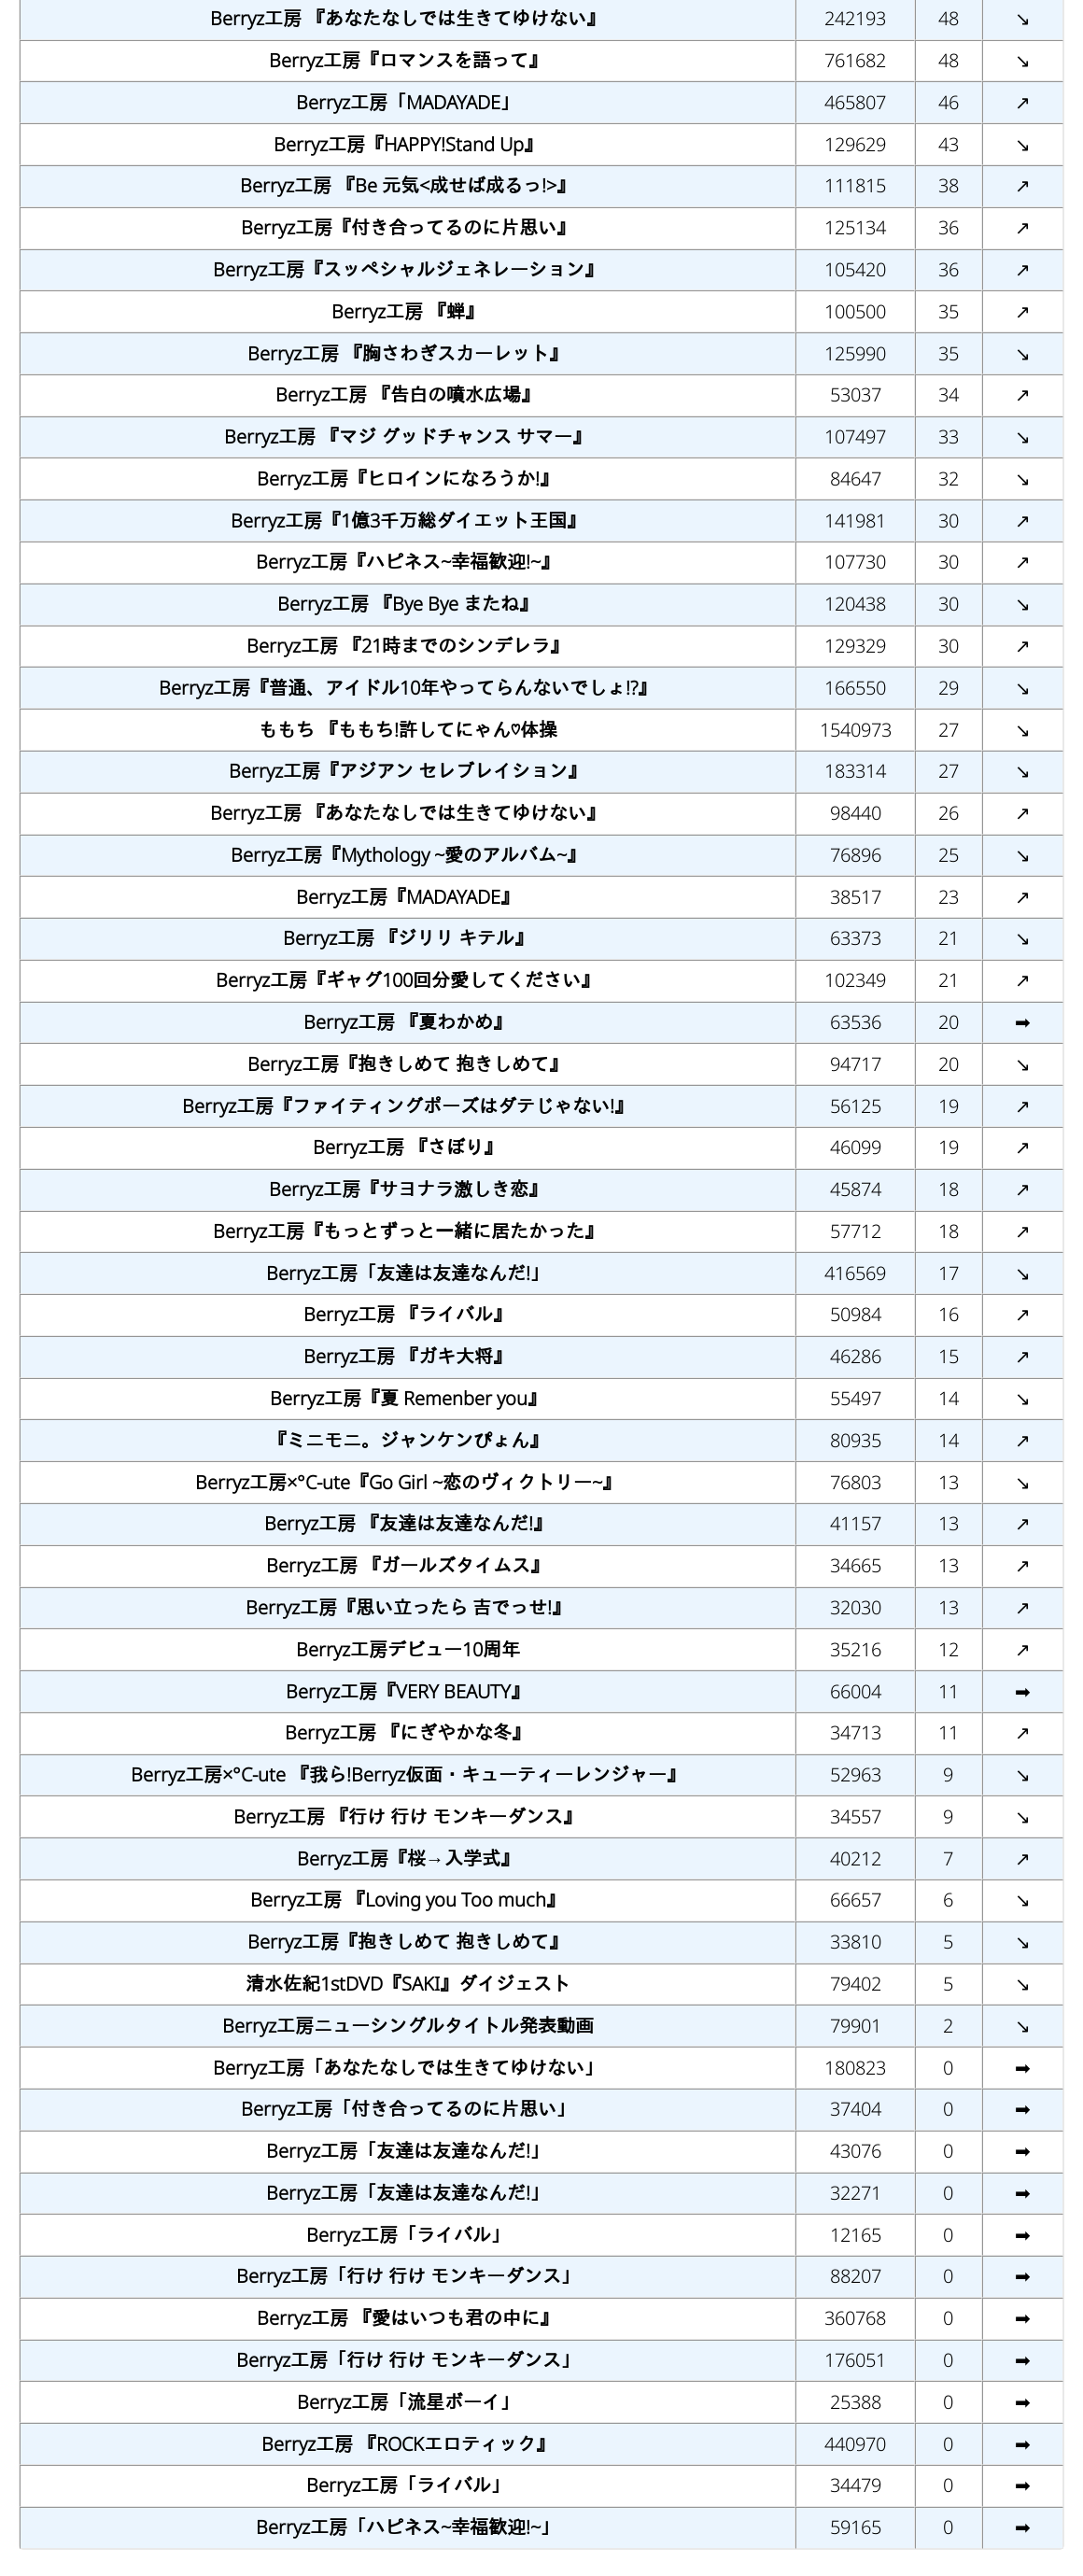 Berryz工房 『あなたなしでは生きてゆけない』 242193 48 ↘
Berryz工房『ロマンスを語って』 761682 48 ↘
Berryz工房「MADAYADE」 465807 46 ↗
Berryz工房『HAPPY!Stand Up』 129629 43 ↘
Berryz工房 『Be 元気<成せば成るっ!>』 111815 38 ↗
Berryz工房『付き合ってるのに片思い』 125134 36 ↗
Berryz工房『スッペシャルジェネレーション』 105420 36 ↗
Berryz工房 『蝉』 100500 35 ↗
Berryz工房 『胸さわぎスカーレット』 125990 35 ↘
Berryz工房 『告白の噴水広場』 53037 34 ↗
Berryz工房 『マジ グッドチャンス サマー』 107497 33 ↘
Berryz工房『ヒロインになろうか!』 84647 32 ↘
Berryz工房『1億3千万総ダイエット王国』 141981 30 ↗
Berryz工房『ハピネス~幸福歓迎!~』 107730 30 ↗
Berryz工房 『Bye Bye またね』 120438 30 ↘
Berryz工房 『21時までのシンデレラ』 129329 30 ↗
Berryz工房『普通、アイドル10年やってらんないでしょ!?』 166550 29 ↘
ももち 『ももち!許してにゃん♡体操 1540973 27 ↘
Berryz工房『アジアン セレブレイション』 183314 27 ↘
Berryz工房 『あなたなしでは生きてゆけない』 98440 26 ↗
Berryz工房『Mythology ~愛のアルバム~』 76896 25 ↘
Berryz工房『MADAYADE』 38517 23 ↗
Berryz工房 『ジリリ キテル』 63373 21 ↘
Berryz工房『ギャグ100回分愛してください』 102349 21 ↗
Berryz工房 『夏わかめ』 63536 20 ➡
Berryz工房『抱きしめて 抱きしめて』 94717 20 ↘
Berryz工房『ファイティングポーズはダテじゃない!』 56125 19 ↗
Berryz工房 『さぼり』 46099 19 ↗
Berryz工房『サヨナラ激しき恋』 45874 18 ↗
Berryz工房『もっとずっと一緒に居たかった』 57712 18 ↗
Berryz工房「友達は友達なんだ!」 416569 17 ↘
Berryz工房 『ライバル』 50984 16 ↗
Berryz工房 『ガキ大将』 46286 15 ↗
Berryz工房『夏 Remenber you』 55497 14 ↘
『ミニモニ。ジャンケンぴょん』 80935 14 ↗
Berryz工房×°C-ute『Go Girl ~恋のヴィクトリー~』 76803 13 ↘
Berryz工房 『友達は友達なんだ!』 41157 13 ↗
Berryz工房 『ガールズタイムス』 34665 13 ↗
Berryz工房『思い立ったら 吉でっせ!』 32030 13 ↗
Berryz工房デビュー10周年 35216 12 ↗
Berryz工房『VERY BEAUTY』 66004 11 ➡
Berryz工房 『にぎやかな冬』 34713 11 ↗
Berryz工房×°C-ute 『我ら!Berryz仮面・キューティーレンジャー』 52963 9 ↘
Berryz工房 『行け 行け モンキーダンス』 34557 9 ↘
Berryz工房『桜→入学式』 40212 7 ↗
Berryz工房 『Loving you Too much』 66657 6 ↘
Berryz工房『抱きしめて 抱きしめて』 33810 5 ↘
清水佐紀1stDVD『SAKI』ダイジェスト 79402 5 ↘
Berryz工房ニューシングルタイトル発表動画 79901 2 ↘
Berryz工房「あなたなしでは生きてゆけない」 180823 0 ➡
Berryz工房「付き合ってるのに片思い」 37404 0 ➡
Berryz工房「友達は友達なんだ!」 43076 0 ➡
Berryz工房「友達は友達なんだ!」 32271 0 ➡
Berryz工房「ライバル」 12165 0 ➡
Berryz工房「行け 行け モンキーダンス」 88207 0 ➡
Berryz工房 『愛はいつも君の中に』 360768 0 ➡
Berryz工房「行け 行け モンキーダンス」 176051 0 ➡
Berryz工房「流星ボーイ」 25388 0 ➡
Berryz工房 『ROCKエロティック』 440970 0 ➡
Berryz工房「ライバル」 34479 0 ➡
Berryz工房「ハピネス~幸福歓迎!~」 59165 0 ➡